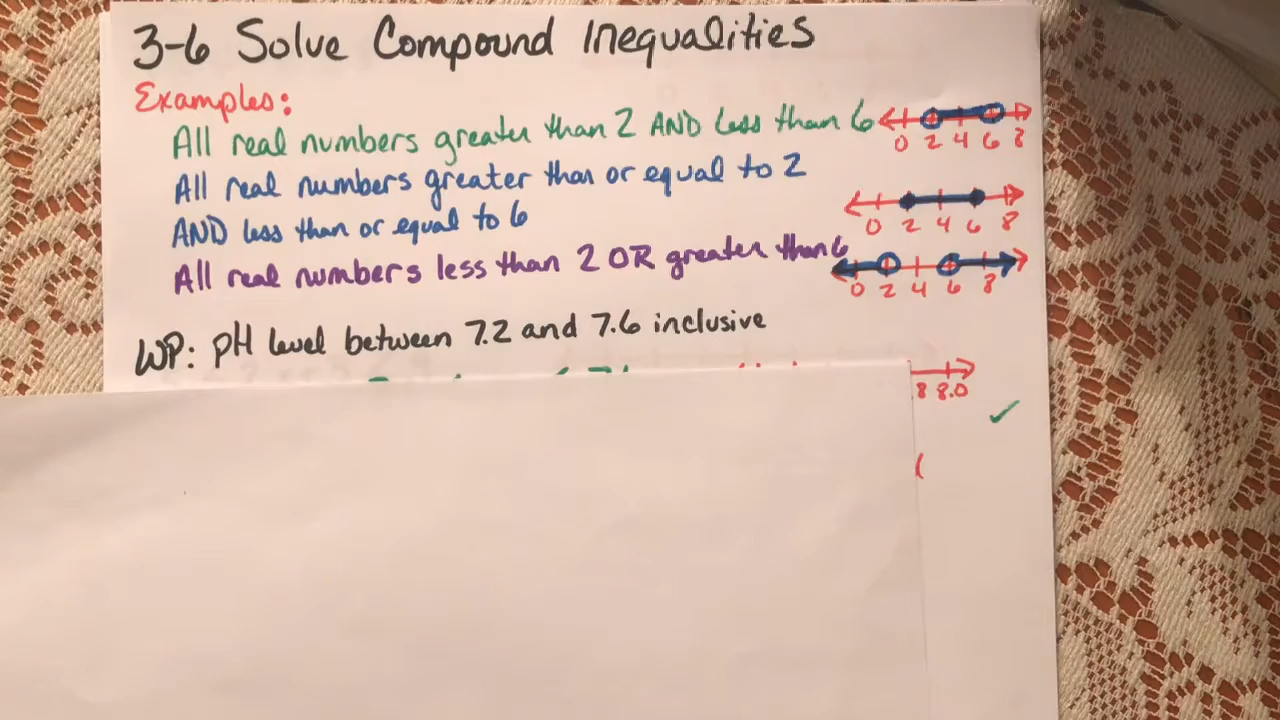 3-6 Solve Compound Inequalities
Examples:
All real numbers greater than 2 AND less than 6
0 2 4 6 8
All real numbers greater than or equal to 2
AND less than or equal to 6
0 2 4 6 8
All real numbers less than 2 OR greater than 6
0 2 4 6 8
WP: pH level between 7.2 and 7.6 inclusive
8 8.0